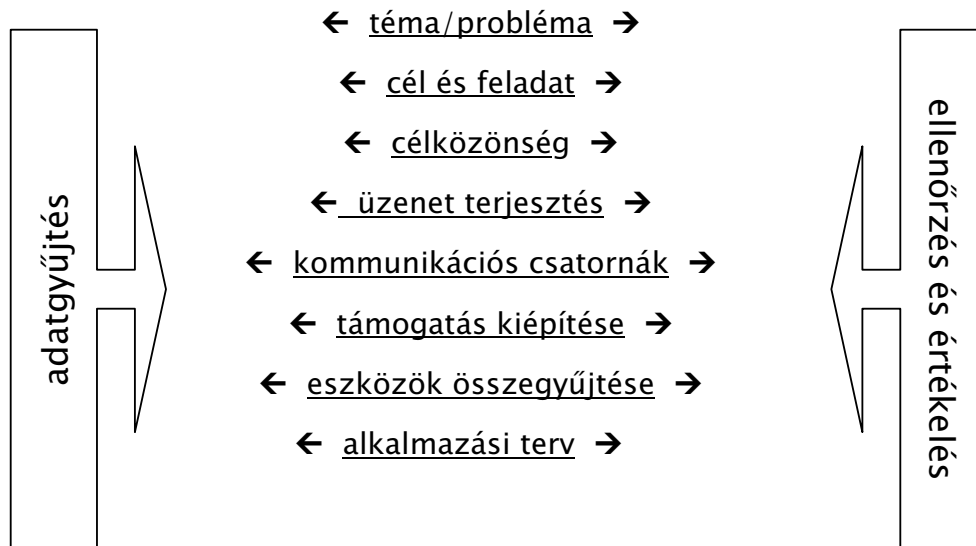 ← téma/probléma →
← cél és feladat →
← célközönség →
← üzenet terjesztés →
← kommunikációs csatornák →
← támogatás kiépítése →
← eszközök összegyűjtése →
← alkalmazási terv →
adatgyűjtés
ellenőrzés és értékelés